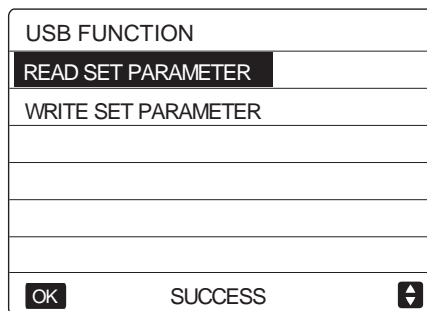 USB FUNCTION
READ SET PARAMETER
WRITE SET PARAMETER
OK SUCCESS